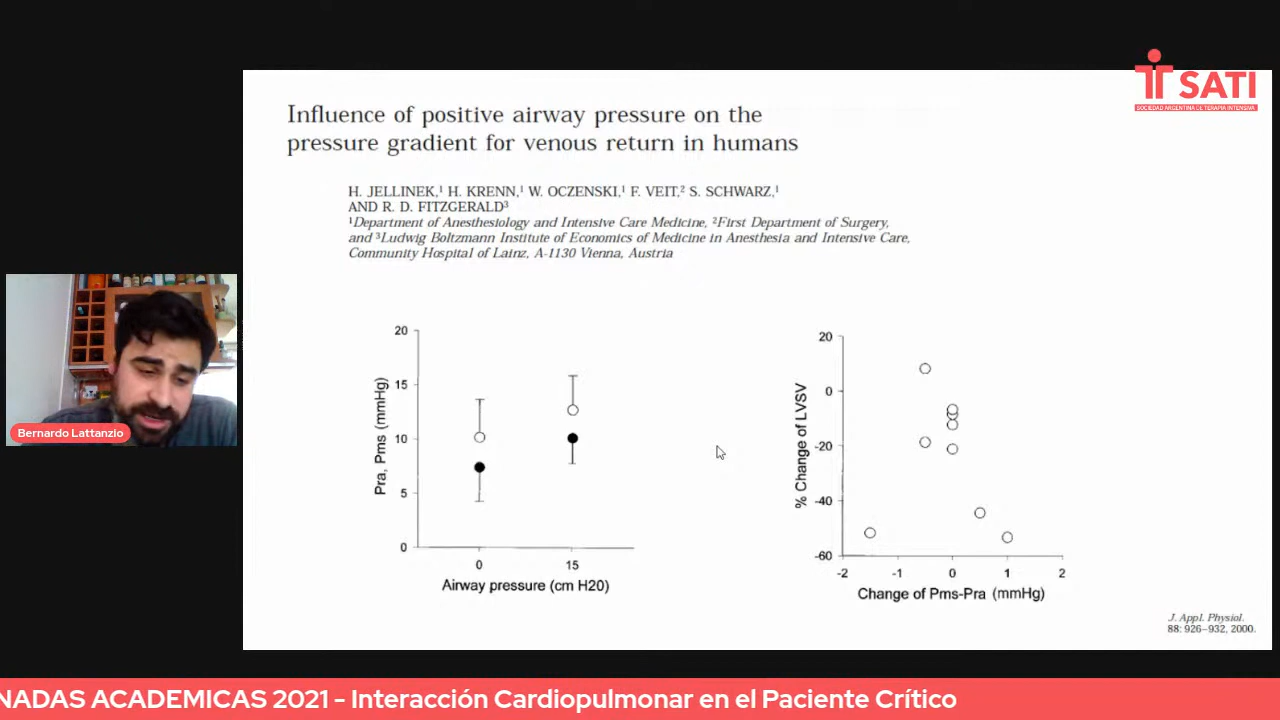 SATI
SOCIEDAD ARGENTINA DE TERAPIA INTENSIVA
Influence of positive airway pressure on the
pressure gradient for venous return in humans
H. JELLINEK,¹ H. KRENN,¹ W. OCZENSKI,¹ F. VEIT,² S. SCHWARZ,¹
AND R. D. FITZGERALD³
¹Department of Anesthesiology and Intensive Care Medicine, ²First Department of Surgery,
and ³Ludwig Boltzmann Institute of Economics of Medicine in Anesthesia and Intensive Care,
Community Hospital of Lainz, A-1130 Vienna, Austria
Pra, Pms (mmHg)
20
15
10
5
0
0 15
Airway pressure (cm H20)
% Change of LVSV
20
0
-20
-40
-60
-2 -1 0 1 2
Change of Pms-Pra (mmHg)
J. Appl. Physiol.
88: 926–932, 2000.
Bernardo Lattanzio
NADAS ACADEMICAS 2021 - Interacción Cardiopulmonar en el Paciente Crítico